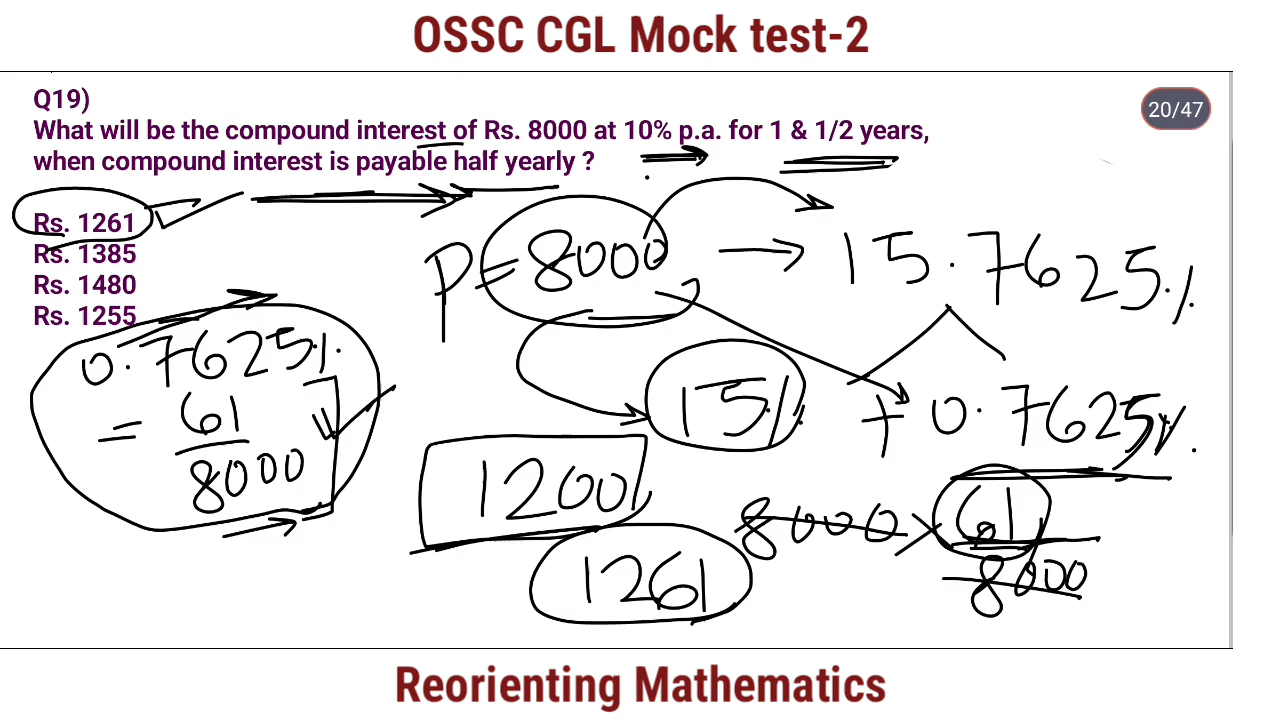 OSSC CGL Mock test-2
Q19)
20/47
What will be the compound interest of Rs. 8000 at 10% p.a. for 1 & 1/2 years,
when compound interest is payable half yearly ?
Rs. 1261
Rs. 1385
Rs. 1480
Rs. 1255
P = 8000 → 15.7625%
15% + 0.7625%
0.7625%
= 61/8000
1200/
8000 × 61/8000
1261
Reorienting Mathematics